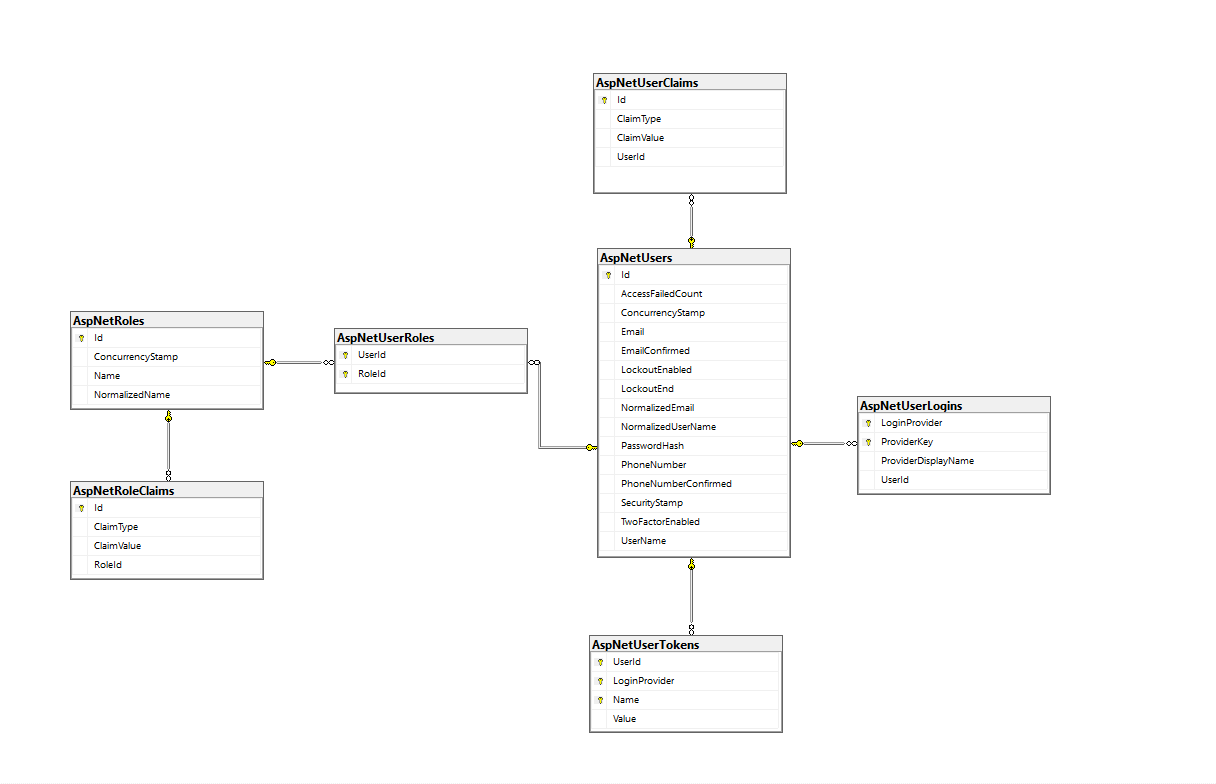 AspNetUserClaims
Id
ClaimType
ClaimValue
UserId
AspNetUsers
Id
AccessFailedCount
ConcurrencyStamp
Email
EmailConfirmed
LockoutEnabled
LockoutEnd
NormalizedEmail
NormalizedUserName
PasswordHash
PhoneNumber
PhoneNumberConfirmed
SecurityStamp
TwoFactorEnabled
UserName
AspNetRoles
Id
ConcurrencyStamp
Name
NormalizedName
AspNetUserRoles
UserId
RoleId
AspNetUserLogins
LoginProvider
ProviderKey
ProviderDisplayName
UserId
AspNetRoleClaims
Id
ClaimType
ClaimValue
RoleId
AspNetUserTokens
UserId
LoginProvider
Name
Value